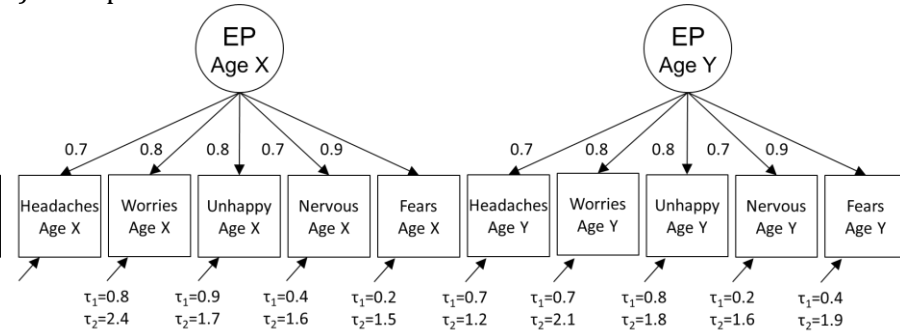 EP
Age X
EP
Age Y
0.7 0.8 0.8 0.7 0.9 0.7 0.8 0.8 0.7 0.9
Headaches Age X
Worries Age X
Unhappy Age X
Nervous Age X
Fears Age X
Headaches Age Y
Worries Age Y
Unhappy Age Y
Nervous Age Y
Fears Age Y
τ1=0.8 τ1=0.9 τ1=0.4 τ1=0.2 τ1=0.7 τ1=0.7 τ1=0.8 τ1=0.2 τ1=0.4
τ2=2.4 τ2=1.7 τ2=1.6 τ2=1.5 τ2=1.2 τ2=2.1 τ2=1.8 τ2=1.6 τ2=1.9